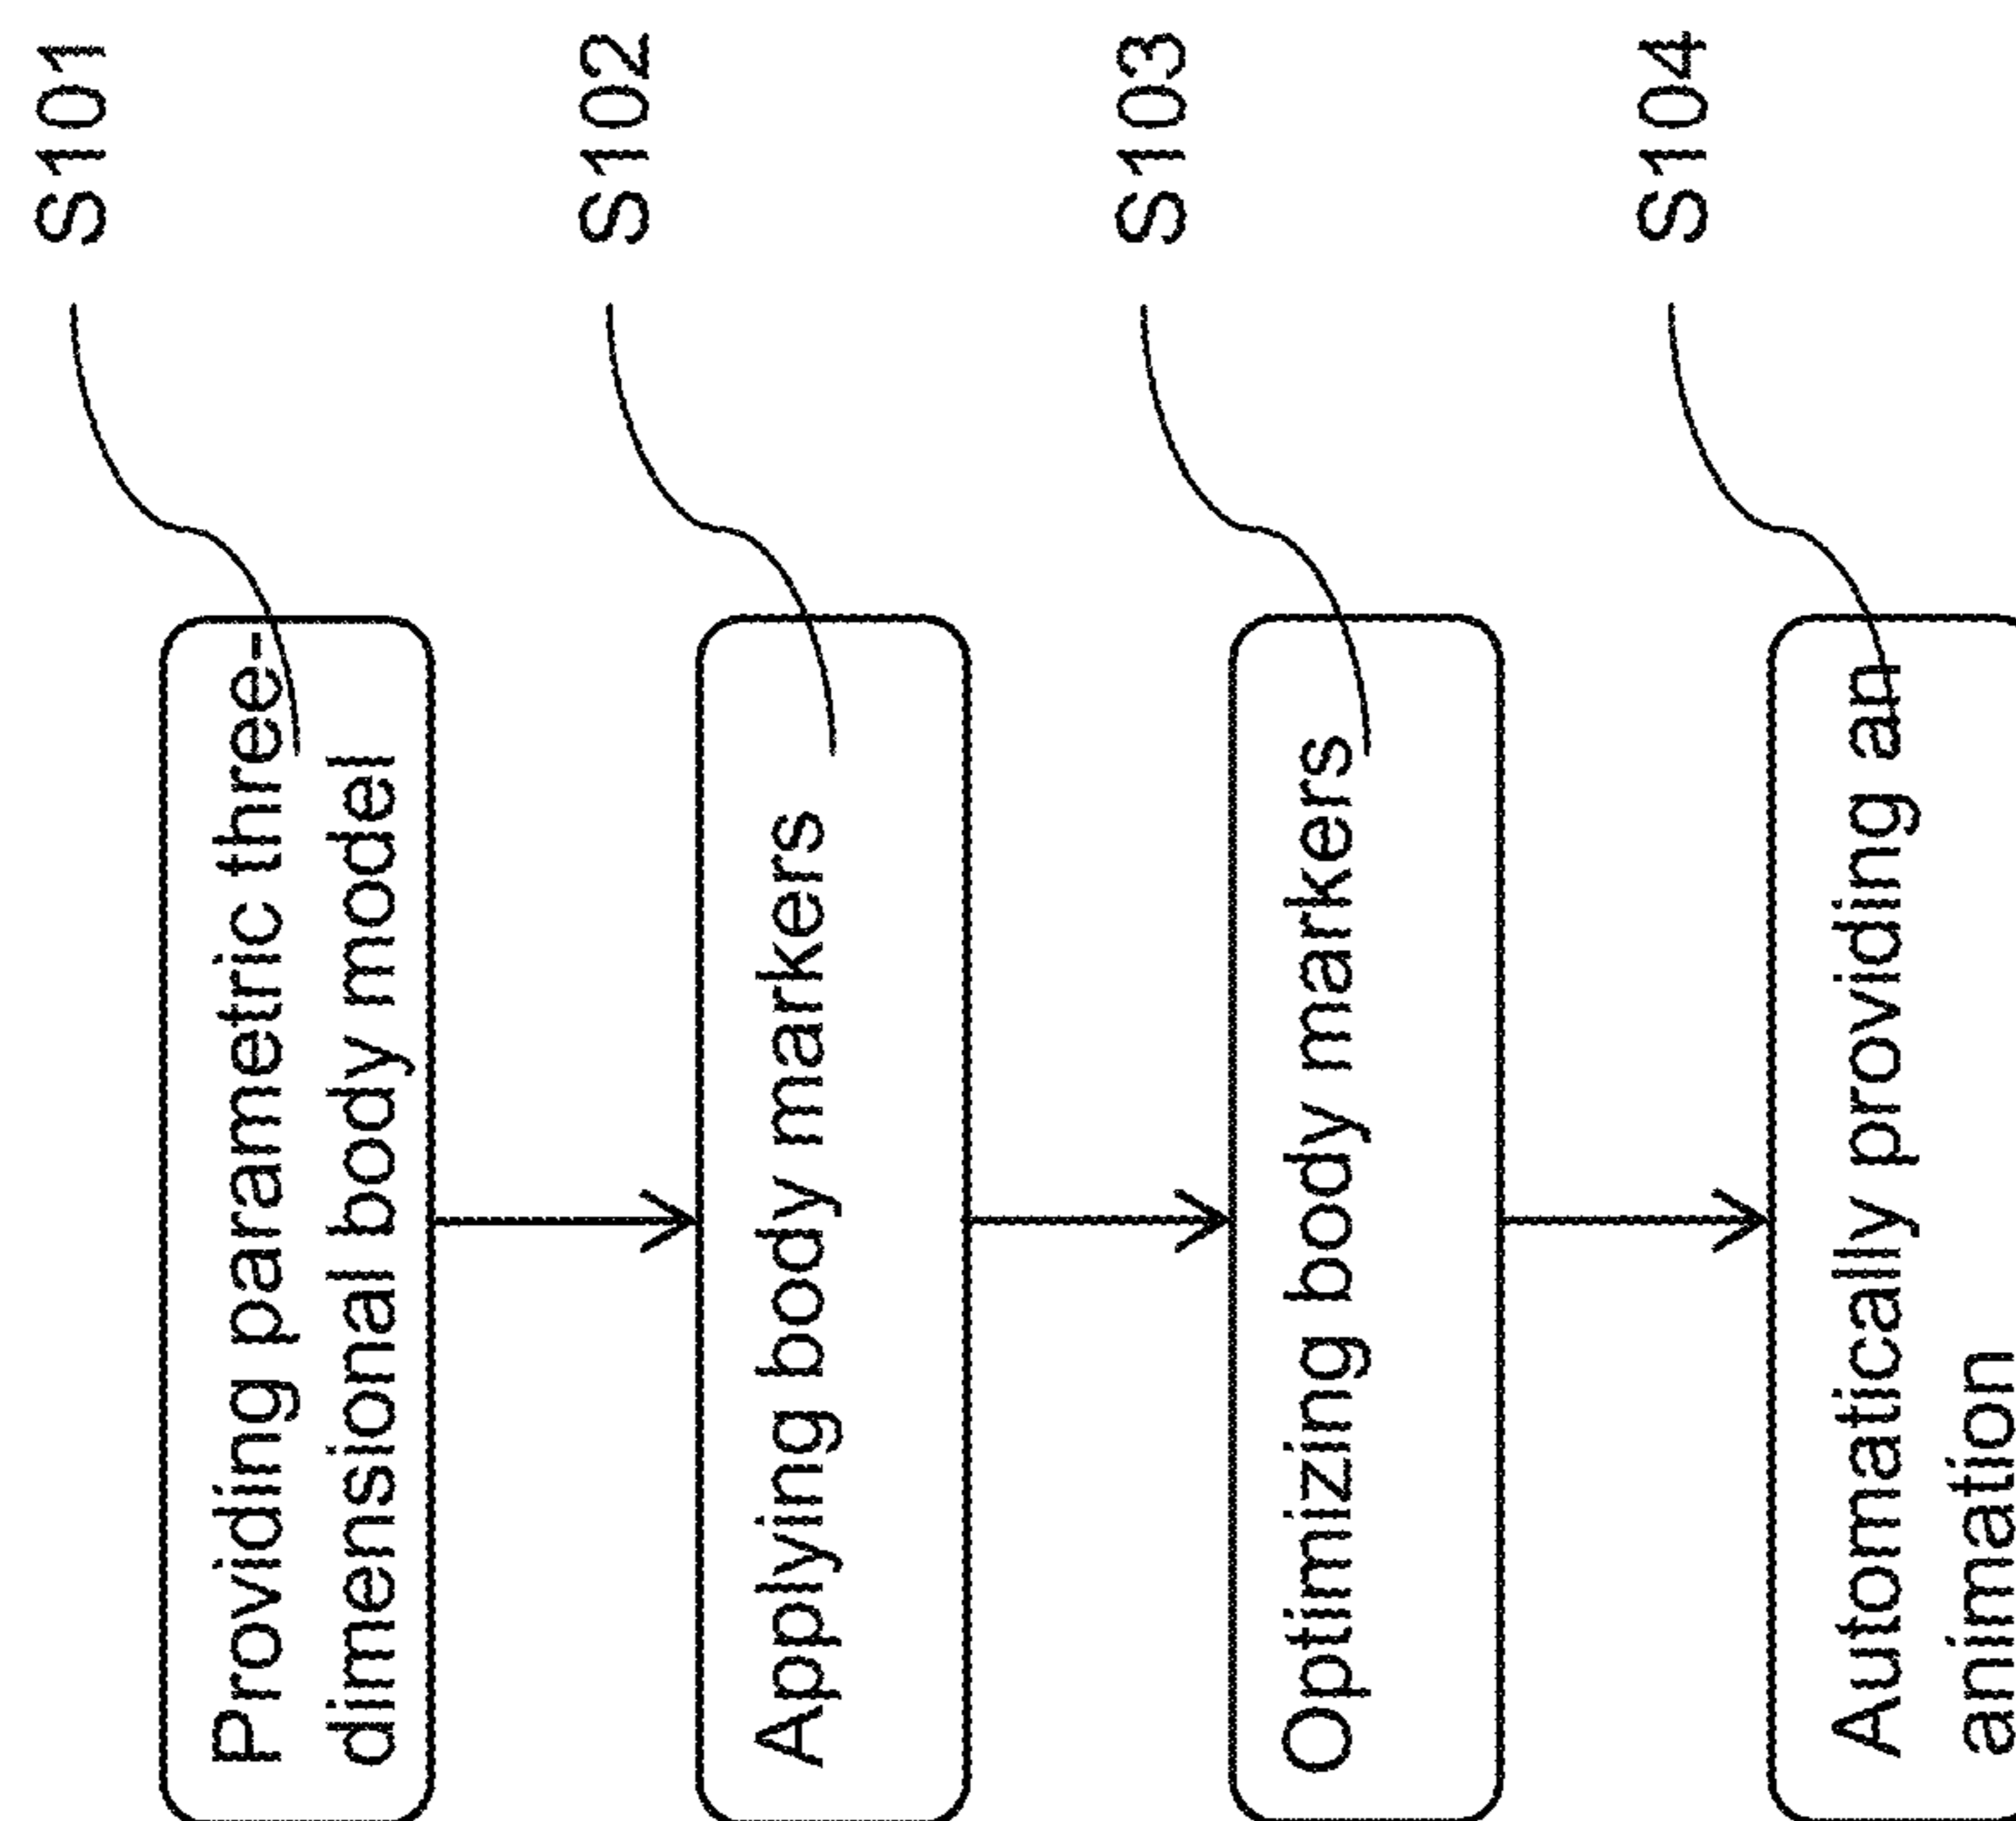 Providing parametric three-
dimensional body model
S101
Applying body markers
S102
Optimizing body markers
S103
Automatically providing an
animation
S104